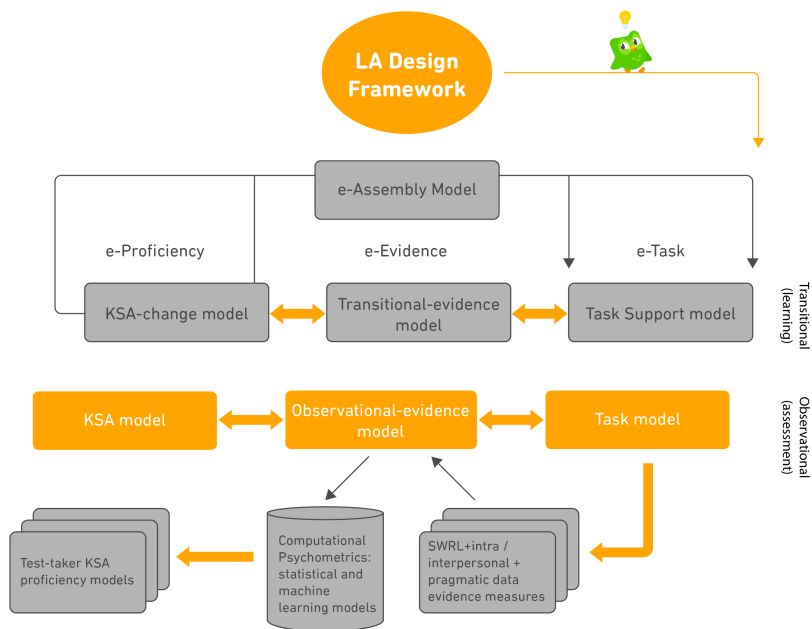 LA Design
Framework
e-Assembly Model
e-Proficiency
e-Evidence
e-Task
KSA-change model
Transitional-evidence
model
Task Support model
Transitional
(learning)
KSA model
Observational-evidence
model
Task model
Observational
(assessment)
Test-taker KSA
proficiency models
Computational
Psychometrics:
statistical and
machine
learning models
SWRL+intra /
interpersonal +
pragmatic data
evidence measures